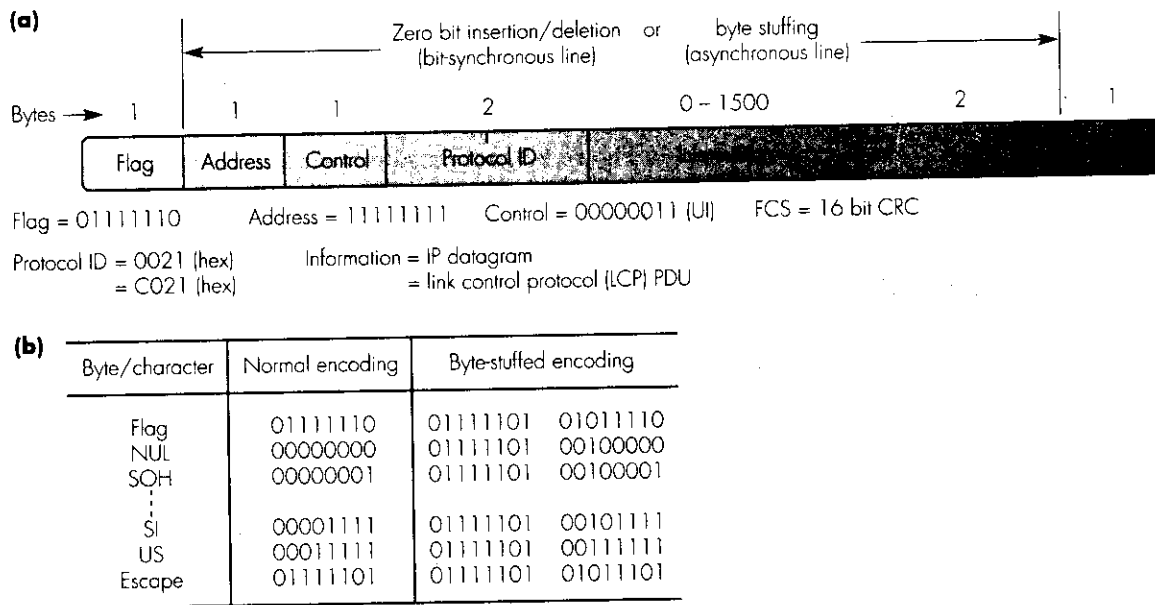 (a)
Zero bit insertion/deletion or byte stuffing
(bit-synchronous line) (asynchronous line)
Bytes → 1 1 1 2 0 – 1500 2 1
Flag Address Control Protocol ID
Flag = 01111110 Address = 11111111 Control = 00000011 (UI) FCS = 16 bit CRC
Protocol ID = 0021 (hex) Information = IP datagram
= C021 (hex) = link control protocol (LCP) PDU
(b)
Byte/character Normal encoding Byte-stuffed encoding
Flag 01111110 01111101 01011110
NUL 00000000 01111101 00100000
SOH 00000001 01111101 00100001
SI 00001111 01111101 00101111
US 00011111 01111101 00111111
Escape 01111101 01111101 01011101